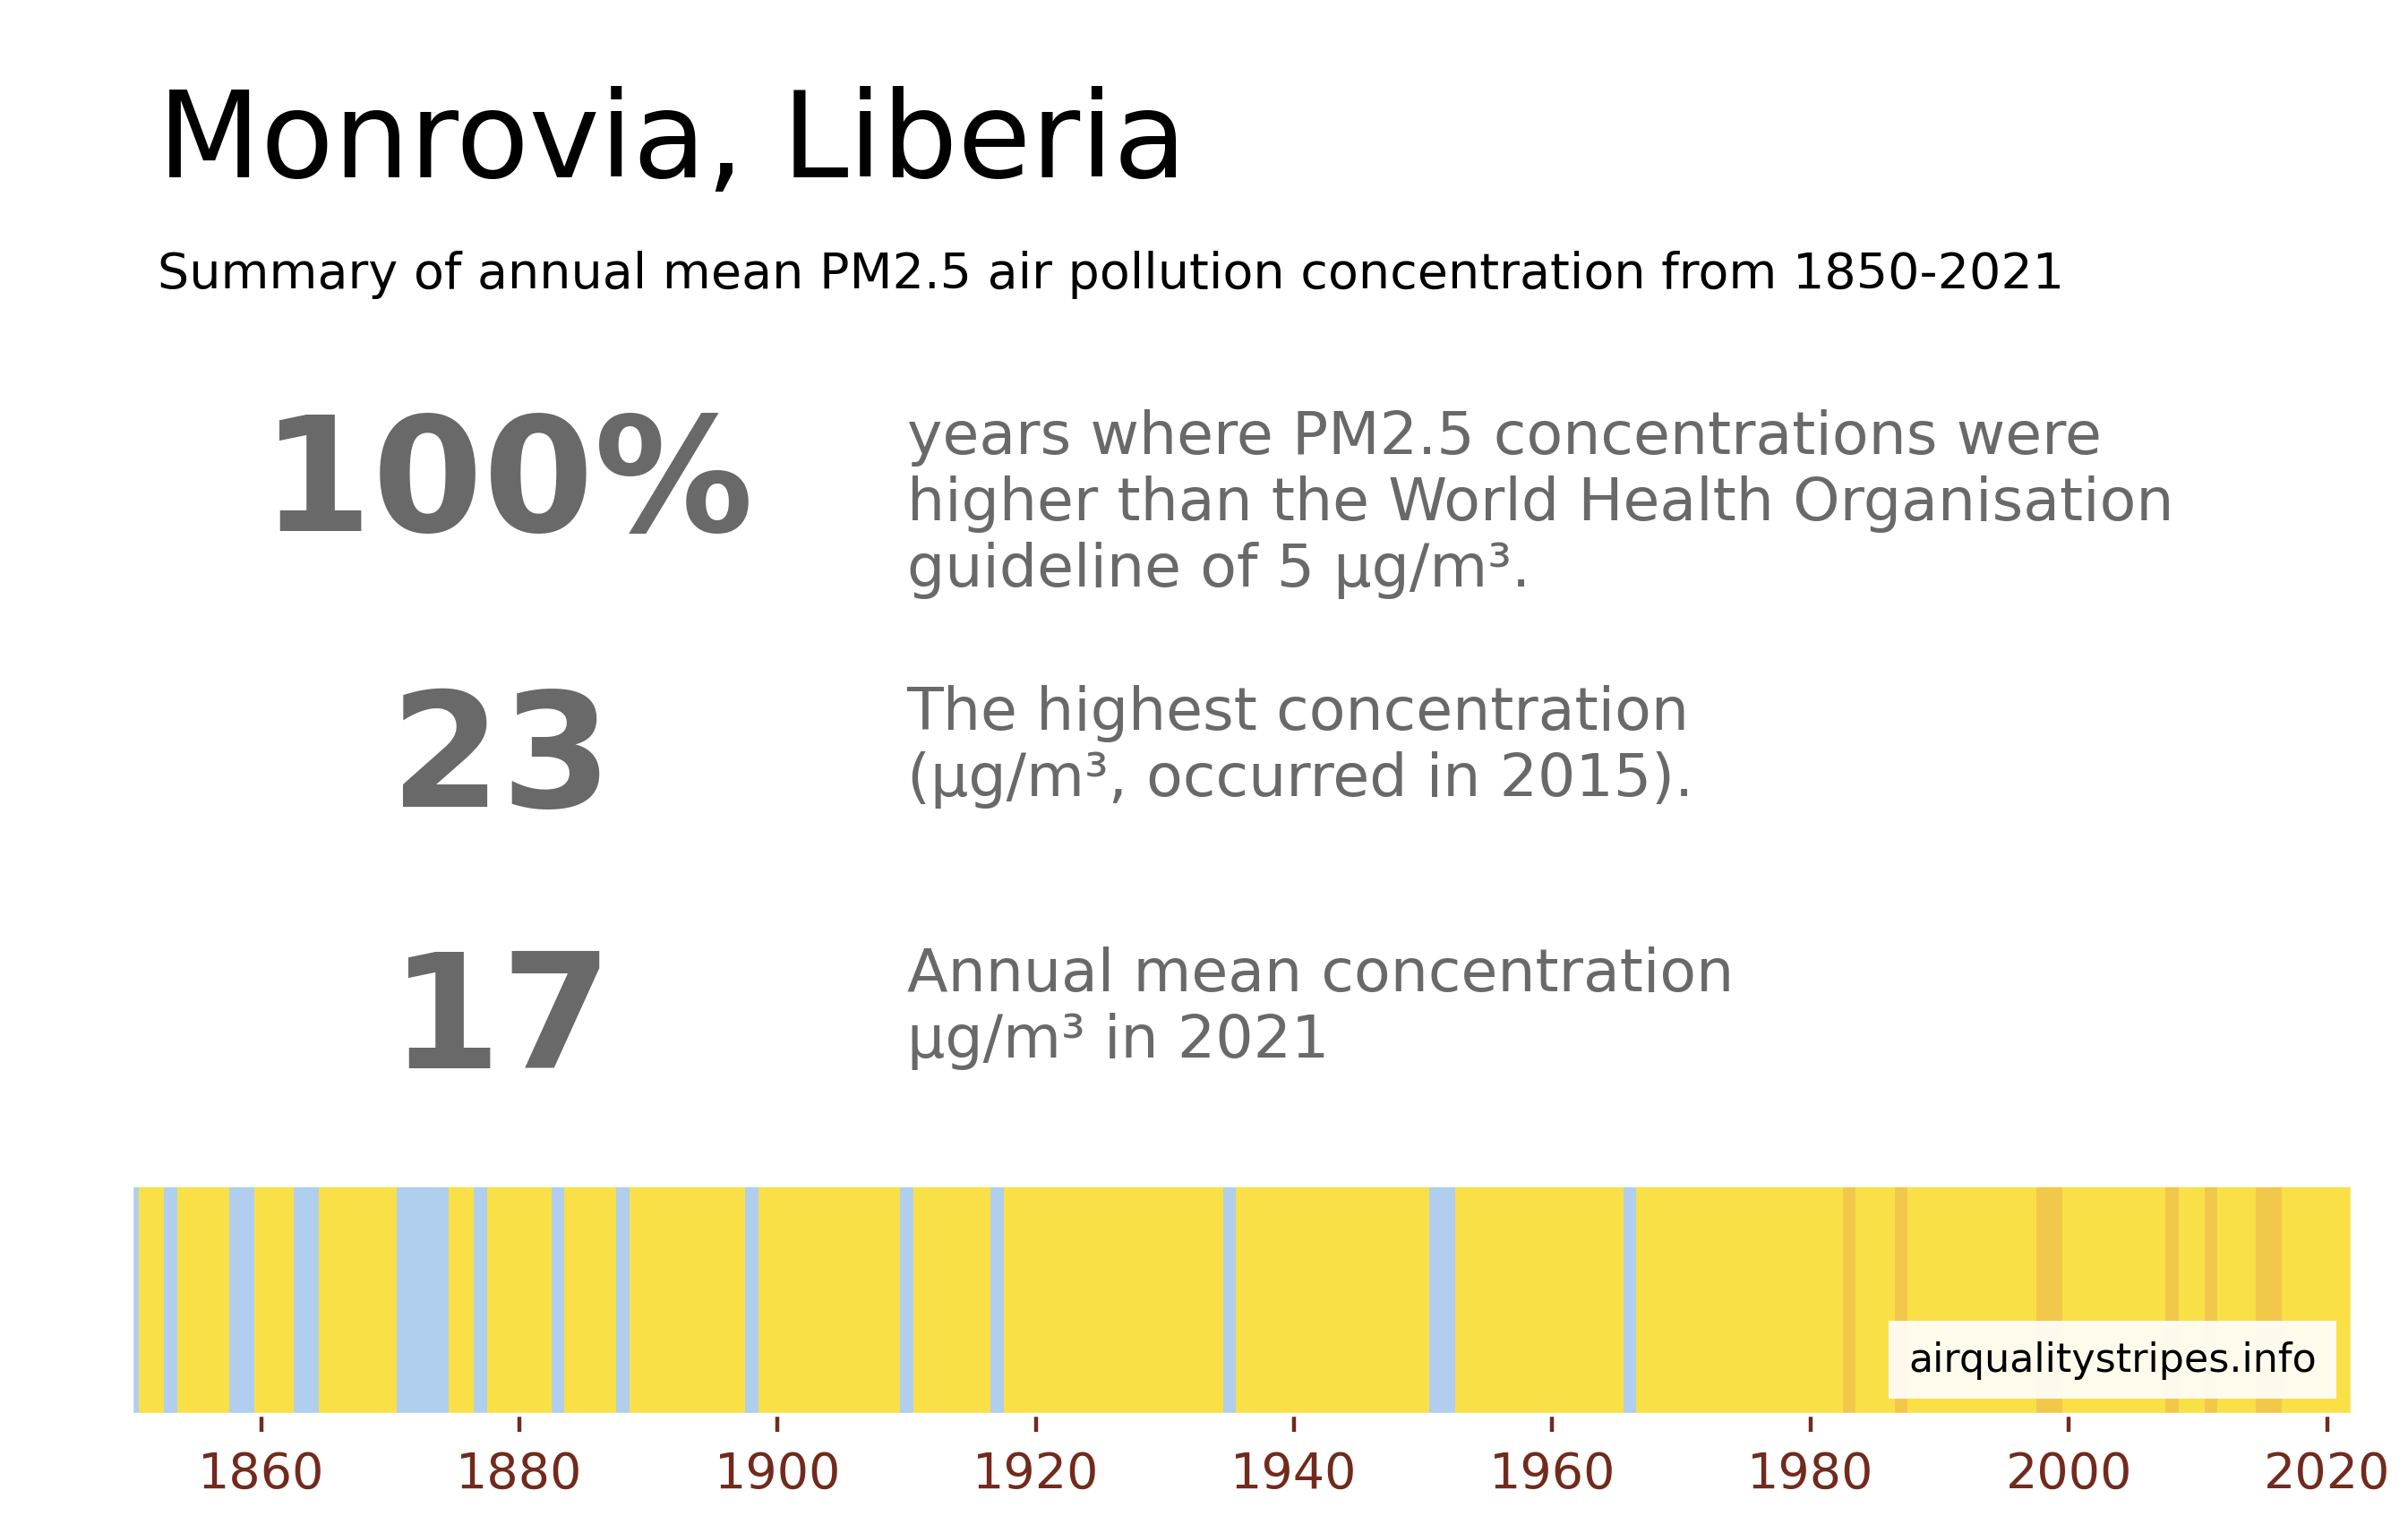 Monrovia, Liberia
Summary of annual mean PM2.5 air pollution concentration from 1850-2021
100%
years where PM2.5 concentrations were
higher than the World Health Organisation
guideline of 5 µg/m³.
23
The highest concentration
(µg/m³, occurred in 2015).
17
Annual mean concentration
µg/m³ in 2021
airqualitystripes.info
1860 1880 1900 1920 1940 1960 1980 2000 2020